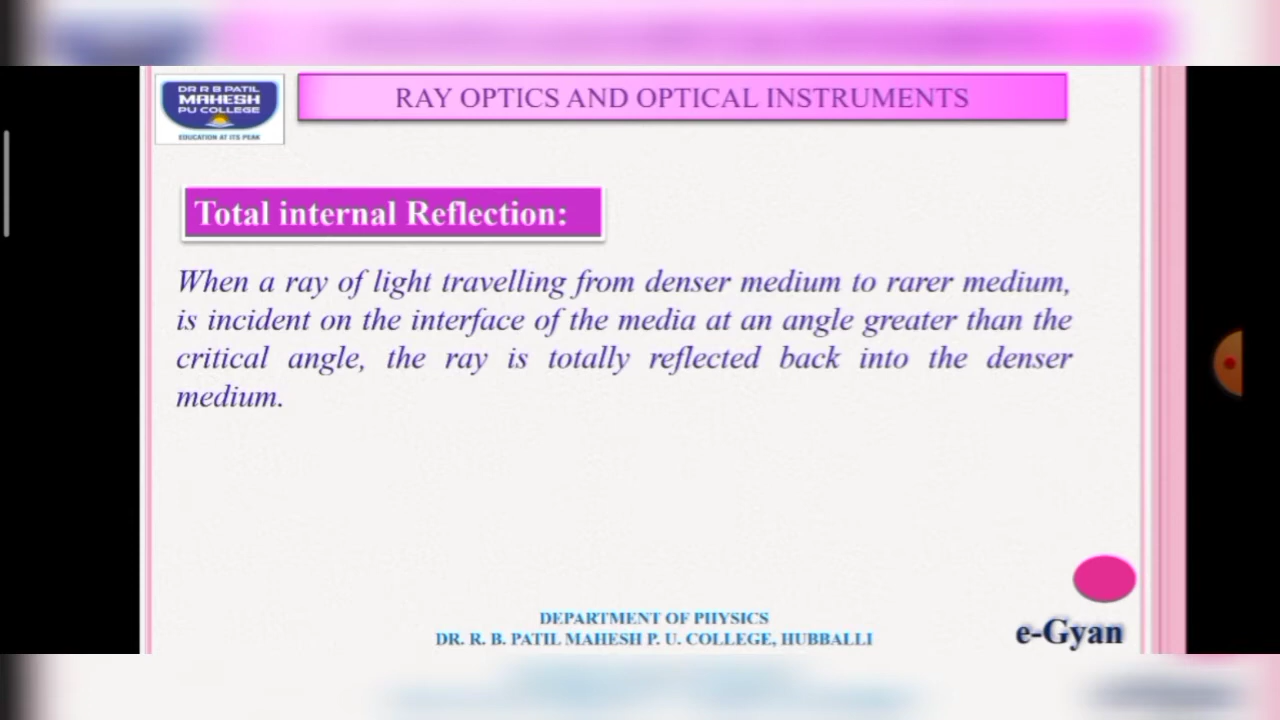 DR R B PATIL
MAHESH
PU COLLEGE
EDUCATION AT ITS PEAK
RAY OPTICS AND OPTICAL INSTRUMENTS
Total internal Reflection:
When a ray of light travelling from denser medium to rarer medium,
is incident on the interface of the media at an angle greater than the
critical angle, the ray is totally reflected back into the denser
medium.
DEPARTMENT OF PHYSICS
DR. R. B. PATIL MAHESH P. U. COLLEGE, HUBBALLI
e-Gyan